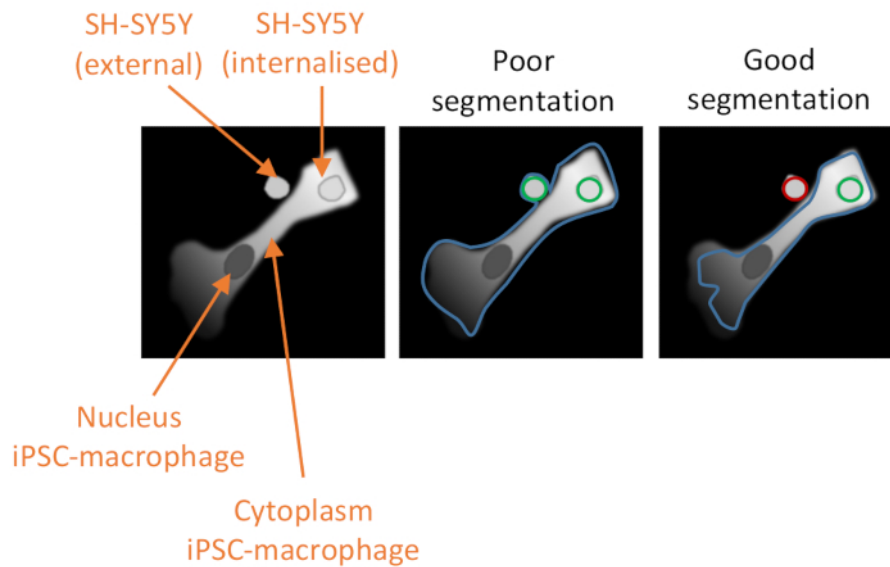 SH-SY5Y
(external)
SH-SY5Y
(internalised)
Poor
segmentation
Good
segmentation
Nucleus
iPSC-macrophage
Cytoplasm
iPSC-macrophage